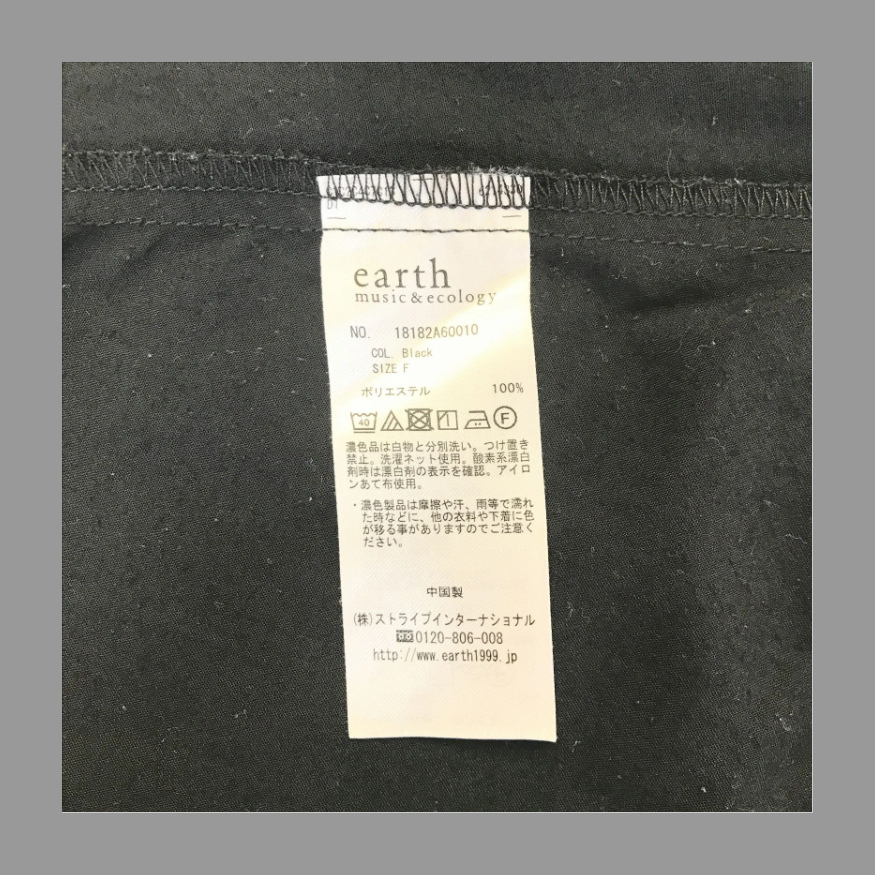 earth
music&ecology
NO. 18182A60010
COL. Black
SIZE F
ポリエステル 100%
40 F
濃色品は白物と分別洗い。つけ置き
禁止。洗濯ネット使用。酸素系漂白
剤時は漂白剤の表示を確認。アイロ
ンあて布使用。
・濃色製品は摩擦や汗、雨等で濡れ
た時などに、他の衣料や下着に色
が移る事がありますのでご注意く
ださい。
中国製
(株)ストライプインターナショナル
0120-806-008
http://www.earth1999.jp